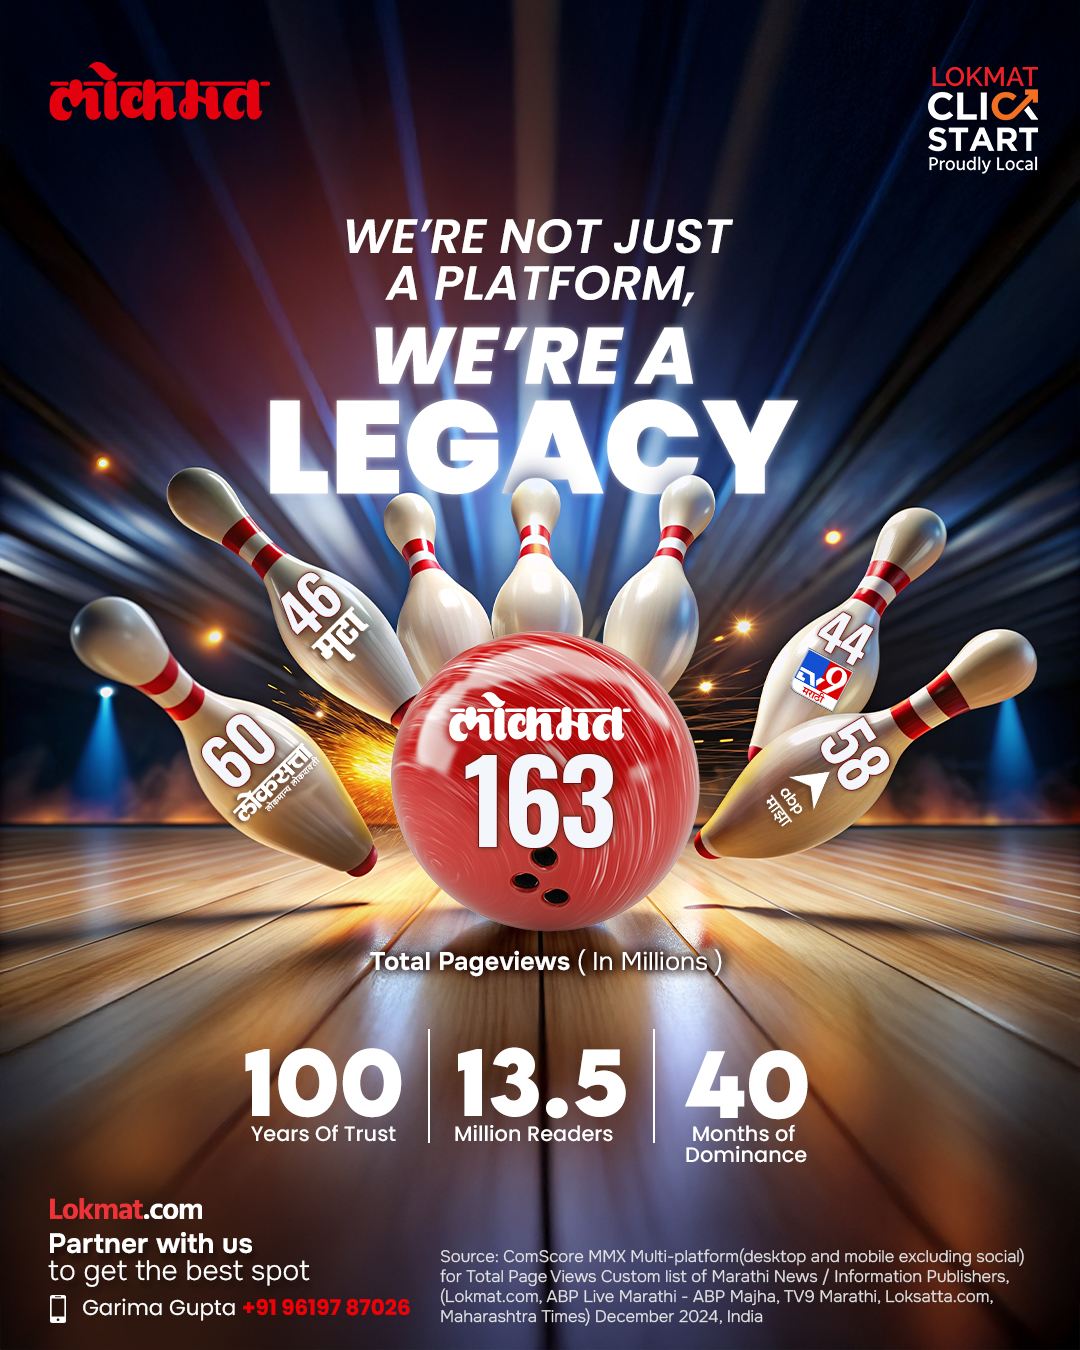 लोकमत
LOKMAT
CLICK
START
Proudly Local
WE'RE NOT JUST
A PLATFORM,
WE'RE A
LEGACY
46
मटा
60
लोकसत्ता
लोकमान्य लोकशक्ती
लोकमत
163
44
TV9
मराठी
58
abp
माझा
Total Pageviews ( In Millions )
100
Years Of Trust
13.5
Million Readers
40
Months of
Dominance
Lokmat.com
Partner with us
to get the best spot
Garima Gupta +91 96197 87026
Source: ComScore MMX Multi-platform(desktop and mobile excluding social)
for Total Page Views Custom list of Marathi News / Information Publishers,
(Lokmat.com, ABP Live Marathi - ABP Majha, TV9 Marathi, Loksatta.com,
Maharashtra Times) December 2024, India